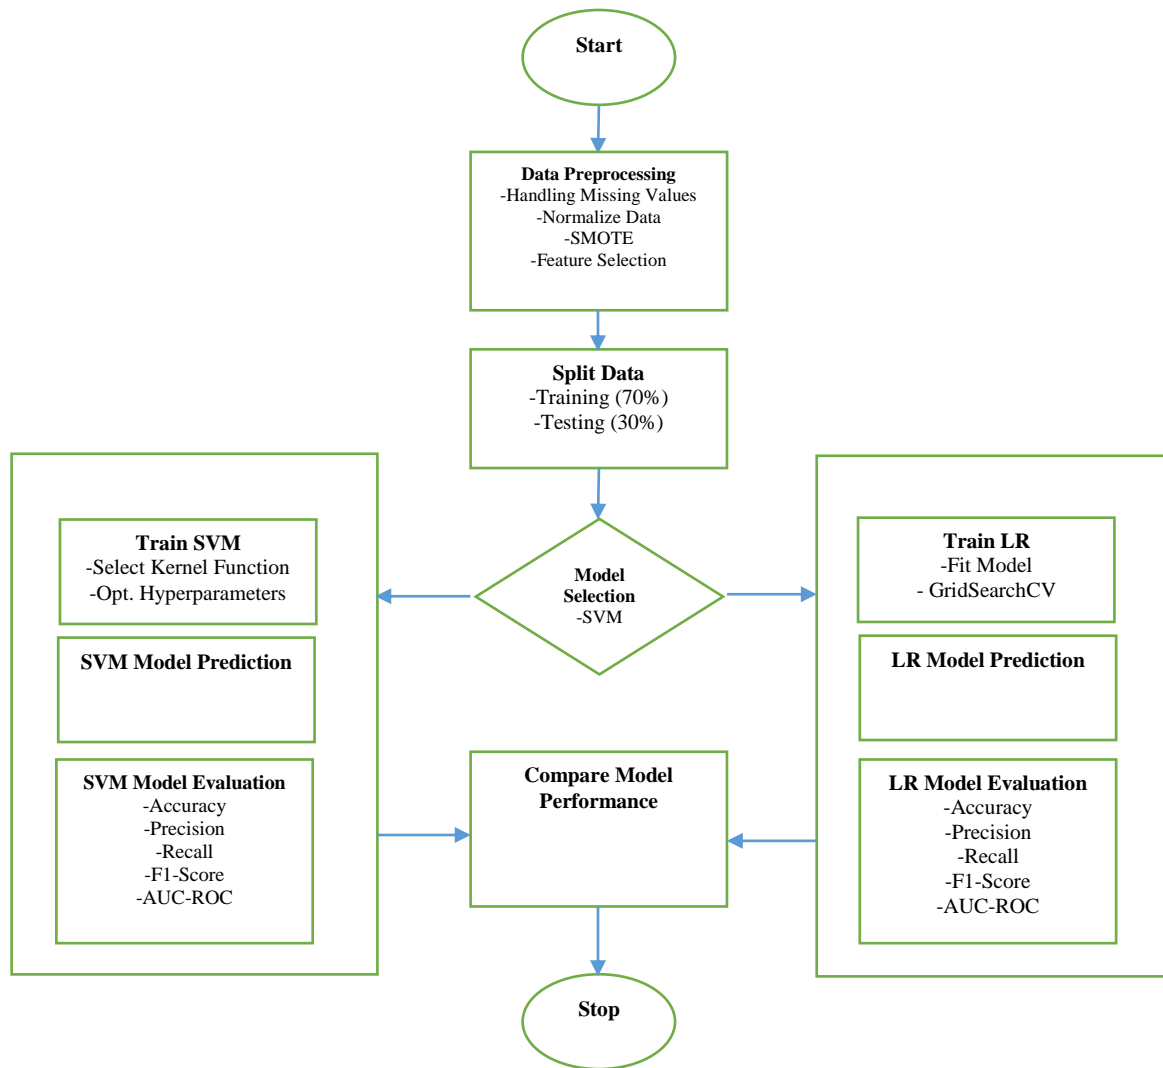 Start
Data Preprocessing
-Handling Missing Values
-Normalize Data
-SMOTE
-Feature Selection
Split Data
-Training (70%)
-Testing (30%)
Model
Selection
-SVM
Train SVM
-Select Kernel Function
-Opt. Hyperparameters
SVM Model Prediction
SVM Model Evaluation
-Accuracy
-Precision
-Recall
-F1-Score
-AUC-ROC
Train LR
-Fit Model
- GridSearchCV
LR Model Prediction
LR Model Evaluation
-Accuracy
-Precision
-Recall
-F1-Score
-AUC-ROC
Compare Model
Performance
Stop